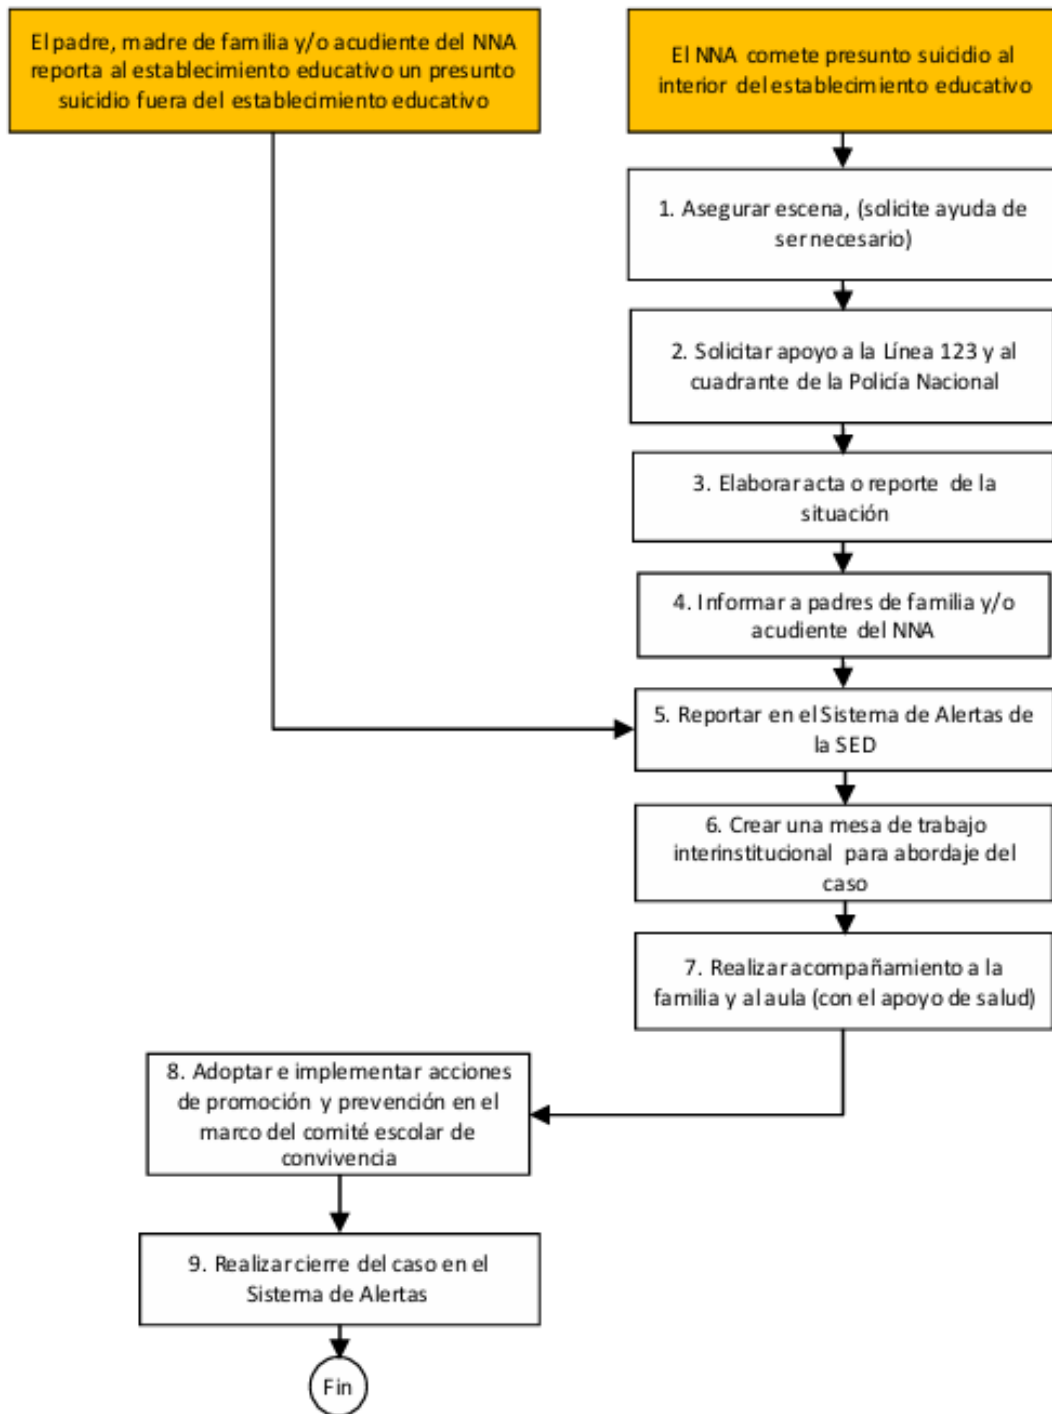 El padre, madre de familia y/o acudiente del NNA
reporta al establecimiento educativo un presunto
suicidio fuera del establecimiento educativo
El NNA comete presunto suicidio al
interior del establecimiento educativo
1. Asegurar escena, (solicite ayuda de
ser necesario)
2. Solicitar apoyo a la Línea 123 y al
cuadrante de la Policía Nacional
3. Elaborar acta o reporte de la
situación
4. Informar a padres de familia y/o
acudiente del NNA
5. Reportar en el Sistema de Alertas de
la SED
6. Crear una mesa de trabajo
interinstitucional para abordaje del
caso
7. Realizar acompañamiento a la
familia y al aula (con el apoyo de salud)
8. Adoptar e implementar acciones
de promoción y prevención en el
marco del comité escolar de
convivencia
9. Realizar cierre del caso en el
Sistema de Alertas
Fin